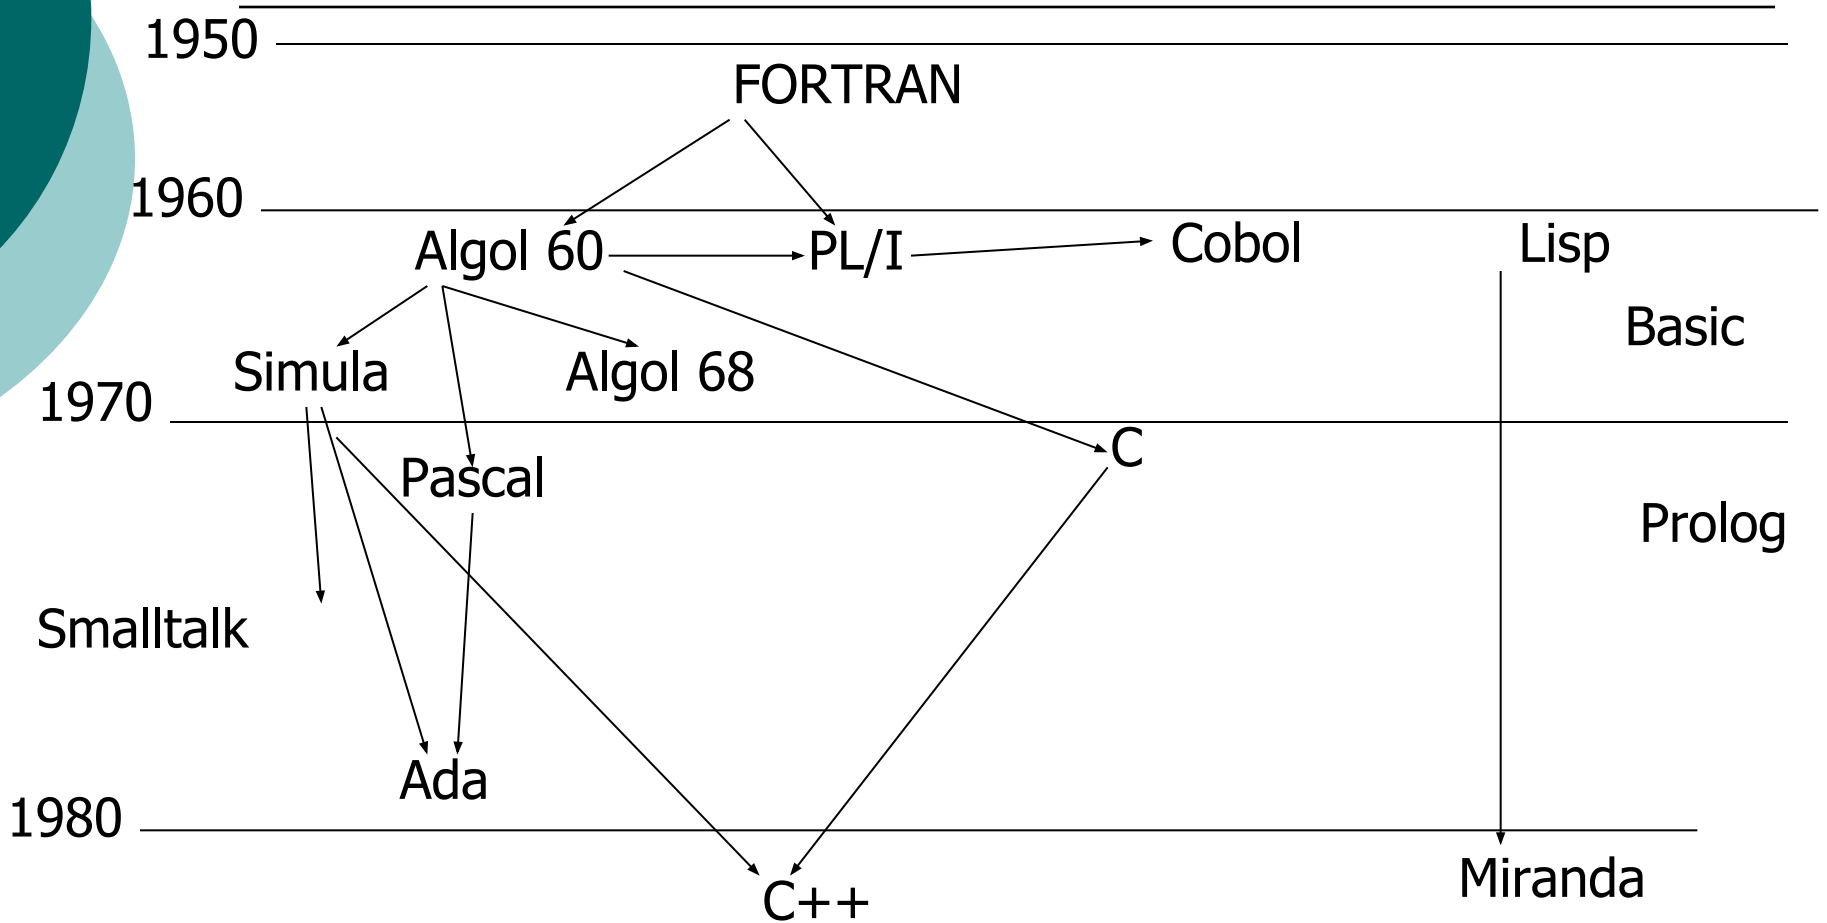 1950
FORTRAN
1960
Algol 60 PL/I Cobol Lisp
Basic
Simula Algol 68
1970
C
Pascal
Prolog
Smalltalk
Ada
1980
Miranda
C++